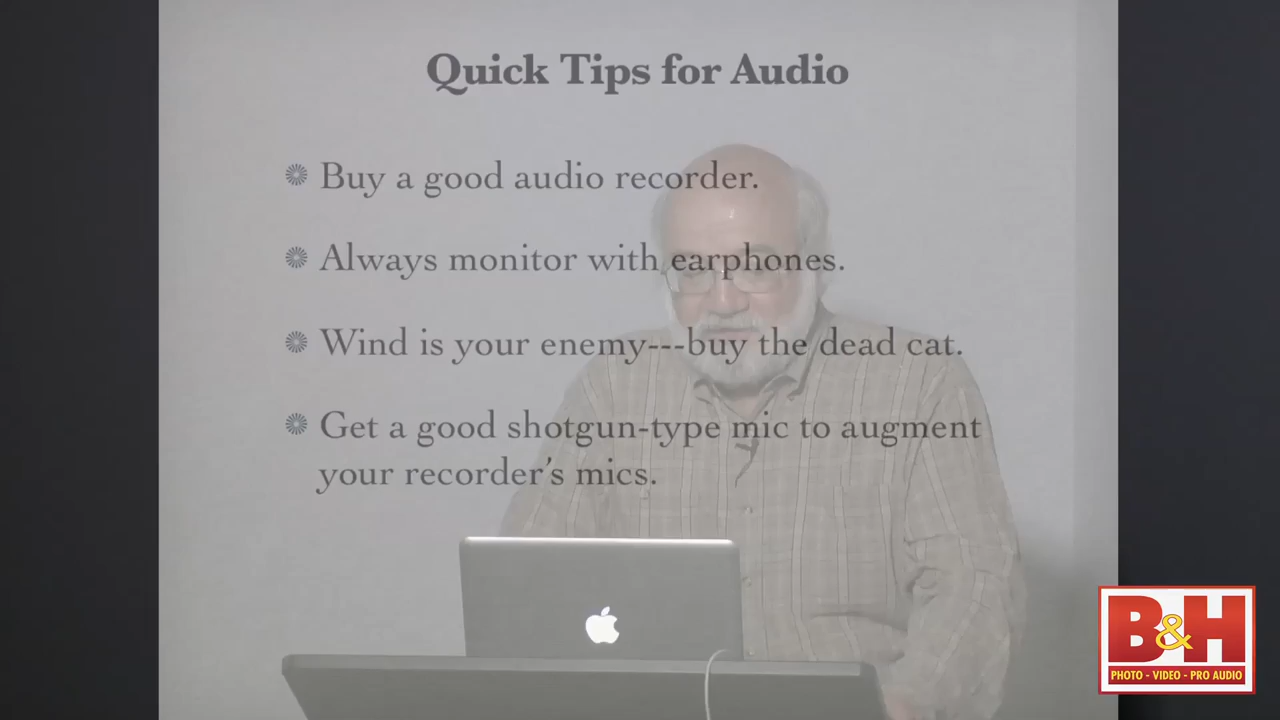 Quick Tips for Audio
Buy a good audio recorder.
Always monitor with earphones.
Wind is your enemy---buy the dead cat.
Get a good shotgun-type mic to augment
your recorder's mics.
B&H
PHOTO - VIDEO - PRO AUDIO